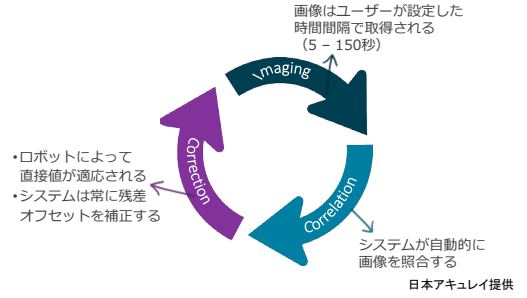 画像はユーザーが設定した
時間間隔で取得される
（5 – 150秒）
\maging
Correction
Correlation
•ロボットによって
直接値が適応される
•システムは常に残差
オフセットを補正する
システムが自動的に
画像を照合する
日本アキュレイ提供